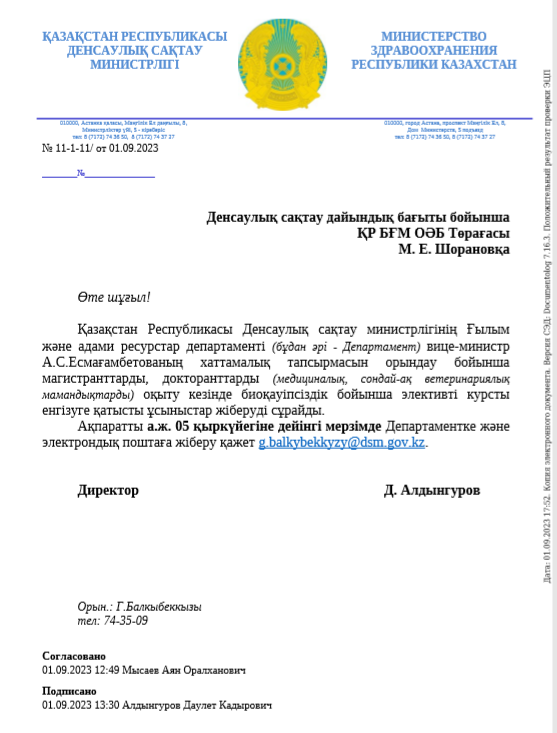 ҚАЗАҚСТАН РЕСПУБЛИКАСЫ
ДЕНСАУЛЫҚ САҚТАУ
МИНИСТРЛІГІ
МИНИСТЕРСТВО
ЗДРАВООХРАНЕНИЯ
РЕСПУБЛИКИ КАЗАХСТАН
010000, Астана қаласы, Мәңгілік Ел даңғылы, 8,
Министрліктер үйі, 5 - кіреберіс
тел: 8 (7172) 74 36 50, 8 (7172) 74 37 27
010000, город Астана, проспект Мәңгілік Ел, 8,
Дом Министерств, 5 подъезд
тел: 8 (7172) 74 36 50, 8 (7172) 74 37 27
№ 11-1-11/ от 01.09.2023
_______№______________
Денсаулық сақтау дайындық бағыты бойынша
ҚР БҒМ ОӘБ Төрағасы
М. Е. Шорановқа
Өте шұғыл!
Қазақстан Республикасы Денсаулық сақтау министрлігінің Ғылым
және адами ресурстар департаменті (бұдан әрі - Департамент) вице-министр
А.С.Есмағамбетованың хаттамалық тапсырмасын орындау бойынша
магистранттарды, докторанттарды (медициналық, сондай-ақ ветеринариялық
мамандықтарды) оқыту кезінде биоқауіпсіздік бойынша элективті курсты
енгізуге қатысты ұсыныстар жіберуді сұрайды.
Ақпаратты а.ж. 05 қыркүйегіне дейінгі мерзімде Департаментке және
электрондық поштаға жіберу қажет g.balkybekkyzy@dsm.gov.kz.
Директор Д. Алдынгуров
Орын.: Г.Балкыбеккызы
тел: 74-35-09
Согласовано
01.09.2023 12:49 Мысаев Аян Оралханович
Подписано
01.09.2023 13:30 Алдынгуров Даулет Кадырович
Дата: 01.09.2023 17:52. Копия электронного документа. Версия СЭД: Documentolog 7.16.3. Положительный результат проверки ЭЦП